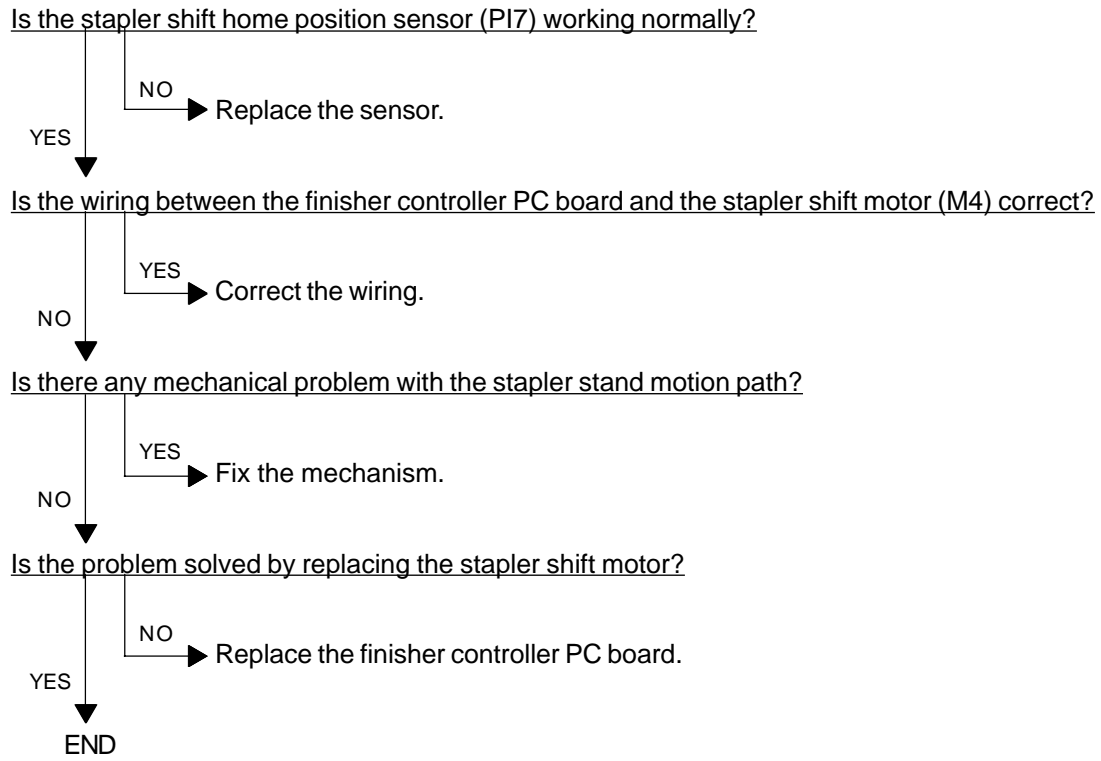 Is the stapler shift home position sensor (PI7) working normally?
NO
Replace the sensor.
YES
Is the wiring between the finisher controller PC board and the stapler shift motor (M4) correct?
YES
Correct the wiring.
NO
Is there any mechanical problem with the stapler stand motion path?
YES
Fix the mechanism.
NO
Is the problem solved by replacing the stapler shift motor?
NO
Replace the finisher controller PC board.
YES
END